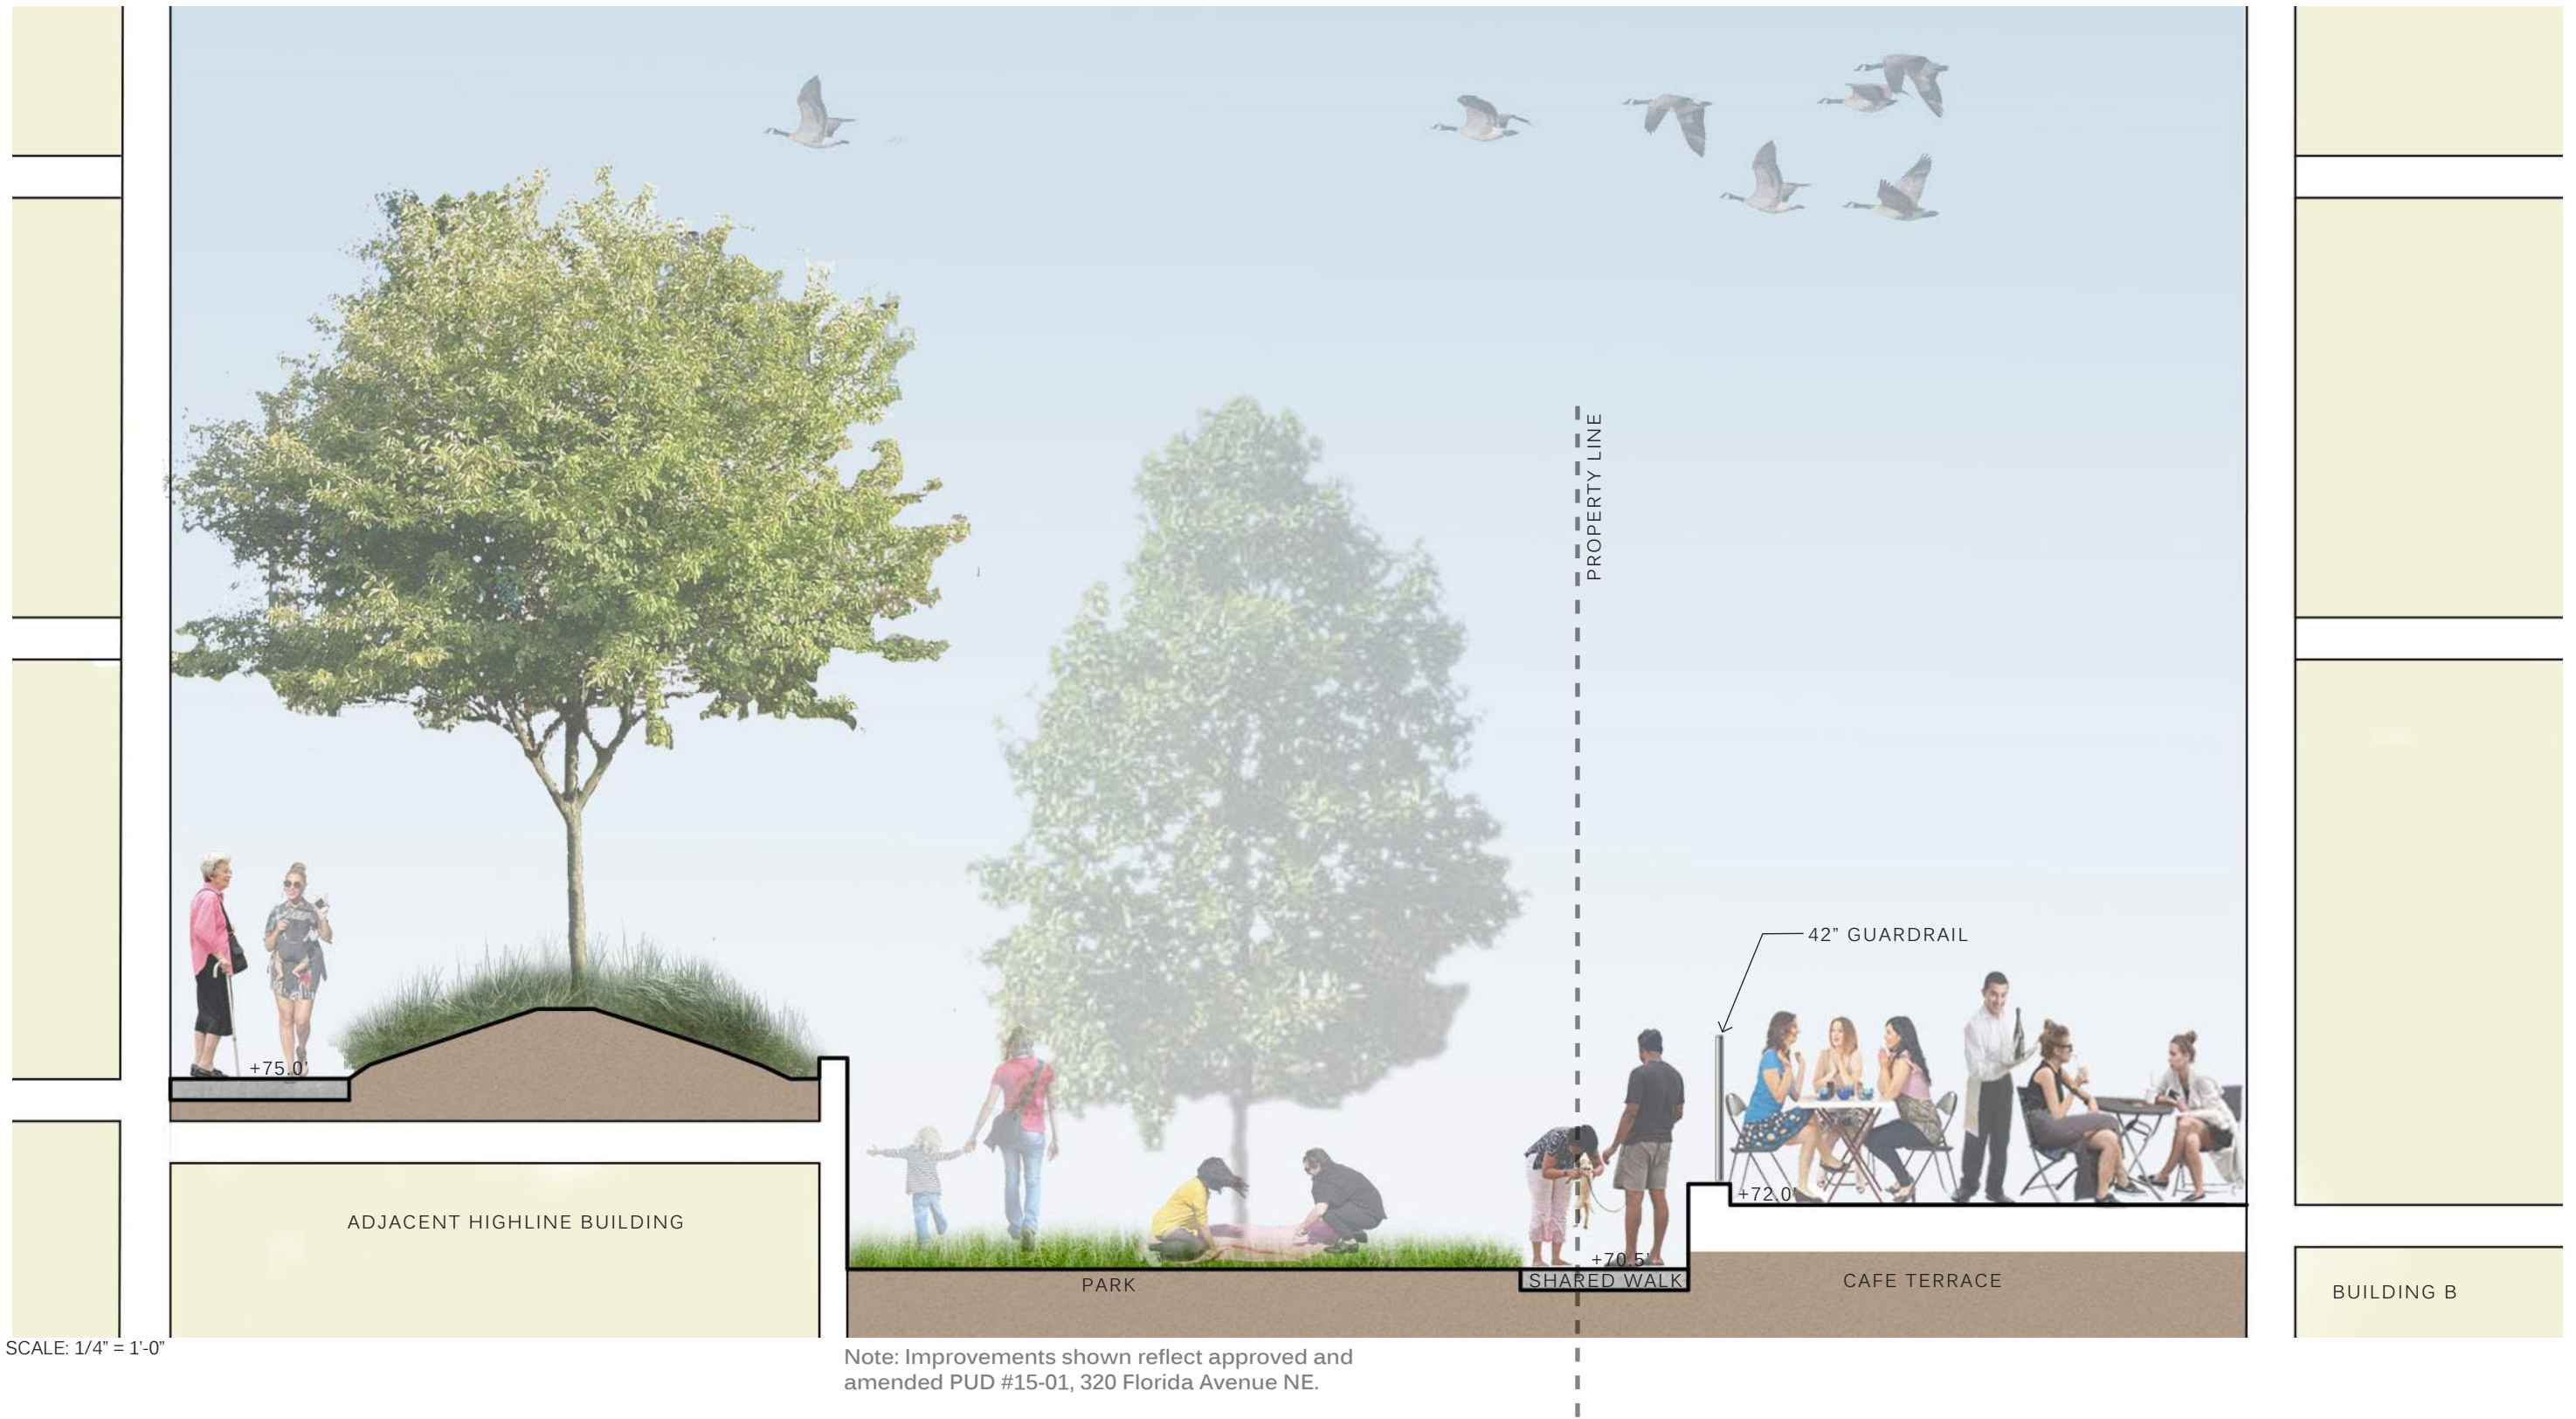 PROPERTY LINE
42” GUARDRAIL
+75.0’
+72.0’
ADJACENT HIGHLINE BUILDING
+70.5’
PARK
SHARED WALK
CAFE TERRACE
BUILDING B
SCALE: 1/4” = 1’-0”
Note: Improvements shown reflect approved and
amended PUD #15-01, 320 Florida Avenue NE.